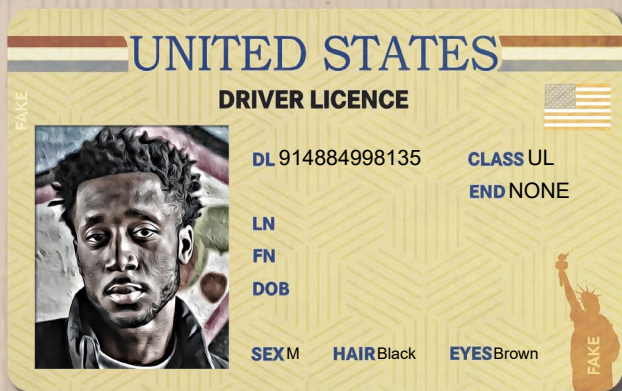 UNITED STATES
DRIVER LICENCE
FAKE
DL 914884998135 CLASS UL
END NONE
LN
FN
DOB
SEX M HAIR Black EYES Brown
FAKE